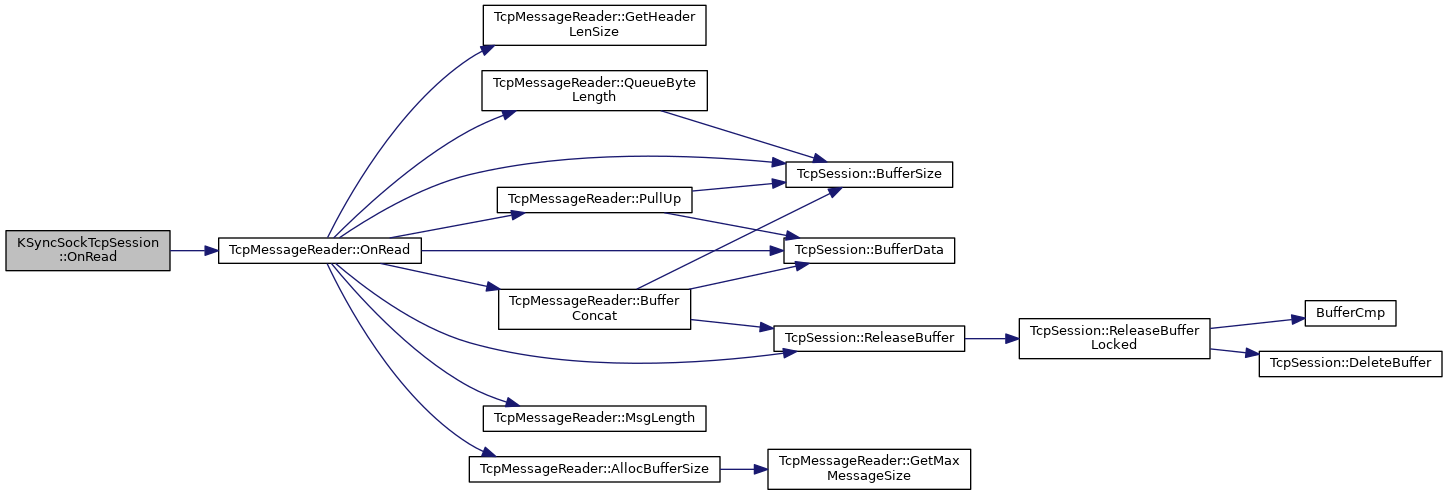 KSyncSockTcpSession
::OnRead
TcpMessageReader::OnRead
TcpMessageReader::GetHeader
LenSize
TcpMessageReader::QueueByte
Length
TcpMessageReader::PullUp
TcpMessageReader::Buffer
Concat
TcpMessageReader::MsgLength
TcpMessageReader::AllocBufferSize
TcpSession::BufferSize
TcpSession::BufferData
TcpSession::ReleaseBuffer
TcpMessageReader::GetMax
MessageSize
TcpSession::ReleaseBuffer
Locked
BufferCmp
TcpSession::DeleteBuffer